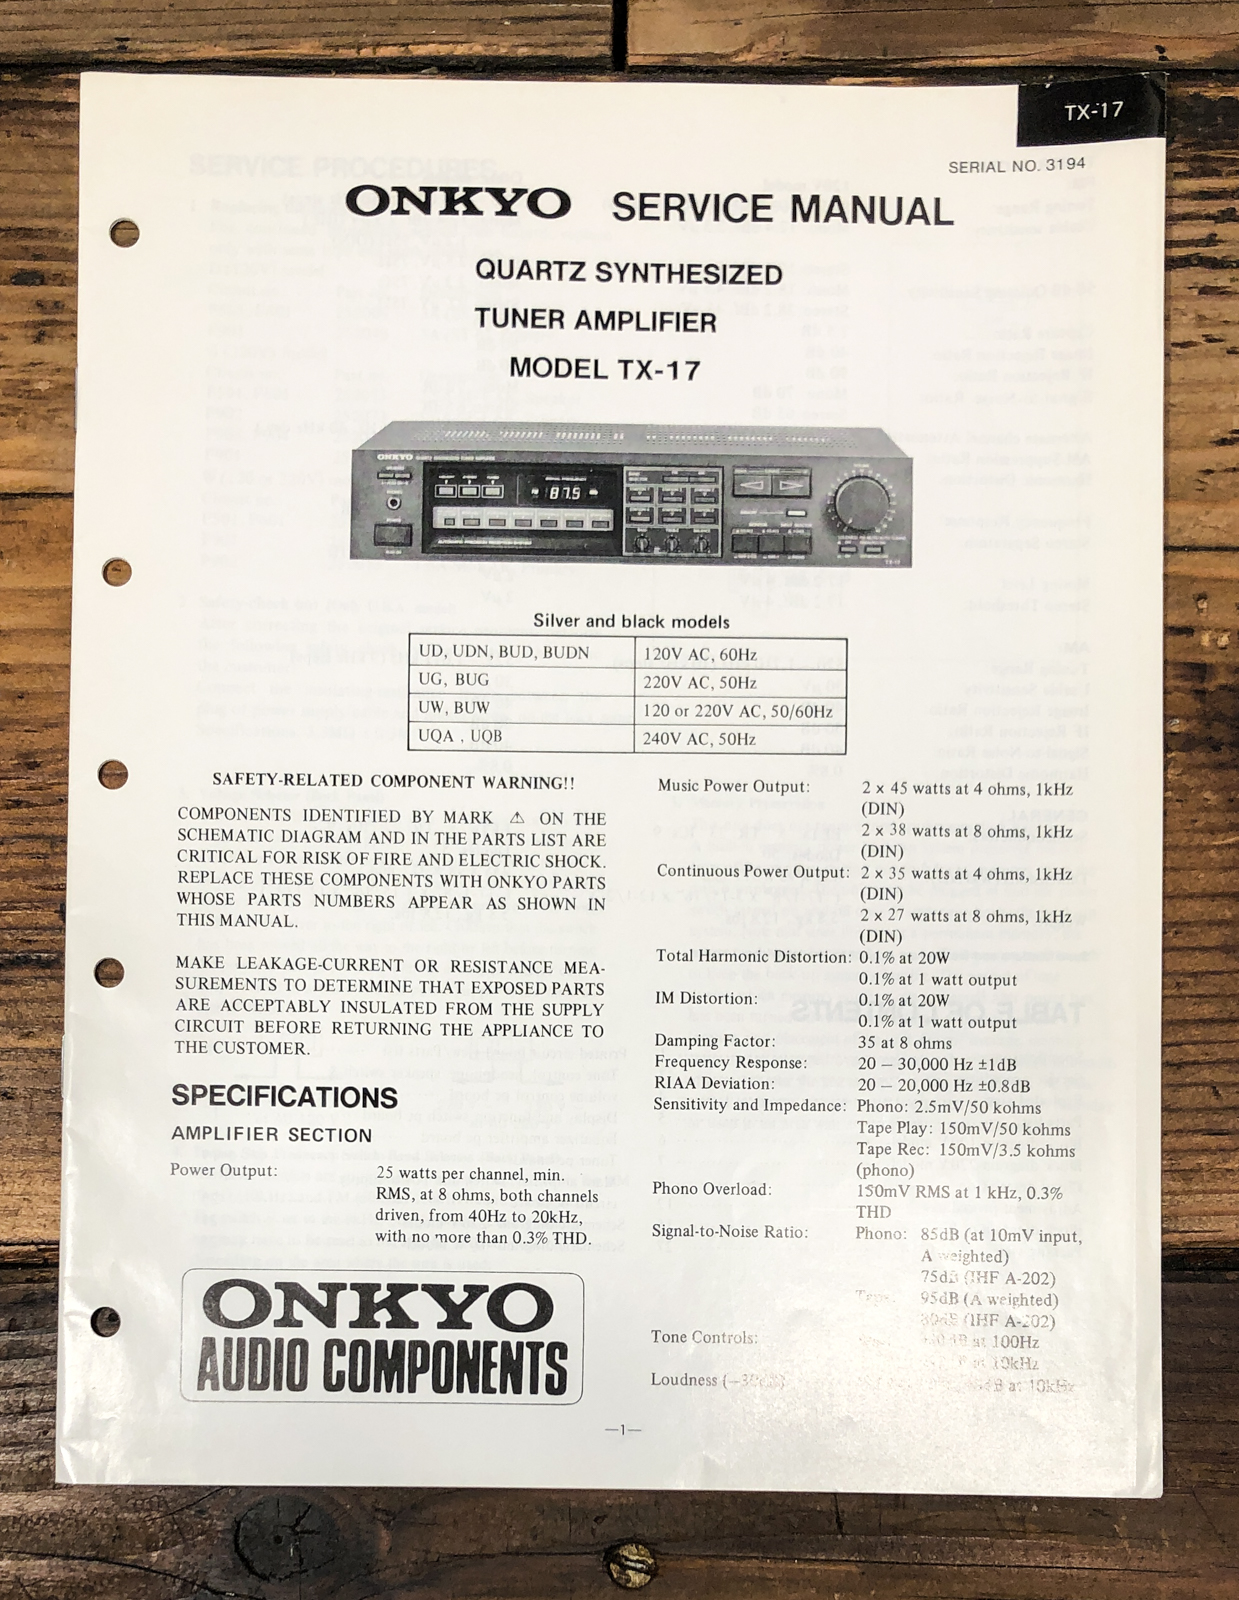 TX-17
SERIAL NO. 3194
ONKYO SERVICE MANUAL
QUARTZ SYNTHESIZED
TUNER AMPLIFIER
MODEL TX-17
ONKYO
87.5
Silver and black models
UD, UDN, BUD, BUDN 120V AC, 60Hz
UG, BUG 220V AC, 50Hz
UW, BUW 120 or 220V AC, 50/60Hz
UQA , UQB 240V AC, 50Hz
SAFETY-RELATED COMPONENT WARNING!!
COMPONENTS IDENTIFIED BY MARK ⚠ ON THE
SCHEMATIC DIAGRAM AND IN THE PARTS LIST ARE
CRITICAL FOR RISK OF FIRE AND ELECTRIC SHOCK.
REPLACE THESE COMPONENTS WITH ONKYO PARTS
WHOSE PARTS NUMBERS APPEAR AS SHOWN IN
THIS MANUAL.
MAKE LEAKAGE-CURRENT OR RESISTANCE MEA-
SUREMENTS TO DETERMINE THAT EXPOSED PARTS
ARE ACCEPTABLY INSULATED FROM THE SUPPLY
CIRCUIT BEFORE RETURNING THE APPLIANCE TO
THE CUSTOMER.
SPECIFICATIONS
AMPLIFIER SECTION
Power Output: 25 watts per channel, min.
RMS, at 8 ohms, both channels
driven, from 40Hz to 20kHz,
with no more than 0.3% THD.
ONKYO
AUDIO COMPONENTS
Music Power Output: 2 x 45 watts at 4 ohms, 1kHz
(DIN)
2 x 38 watts at 8 ohms, 1kHz
(DIN)
Continuous Power Output: 2 x 35 watts at 4 ohms, 1kHz
(DIN)
2 x 27 watts at 8 ohms, 1kHz
(DIN)
Total Harmonic Distortion: 0.1% at 20W
0.1% at 1 watt output
IM Distortion: 0.1% at 20W
0.1% at 1 watt output
Damping Factor: 35 at 8 ohms
Frequency Response: 20 – 30,000 Hz ±1dB
RIAA Deviation: 20 – 20,000 Hz ±0.8dB
Sensitivity and Impedance: Phono: 2.5mV/50 kohms
Tape Play: 150mV/50 kohms
Tape Rec: 150mV/3.5 kohms
(phono)
Phono Overload: 150mV RMS at 1 kHz, 0.3%
THD
Signal-to-Noise Ratio: Phono: 85dB (at 10mV input,
A weighted)
75dB (IHF A-202)
Tape: 95dB (A weighted)
80dB (IHF A-202)
Tone Controls: at 100Hz
at 10kHz
Loudness at 10kHz
—1—